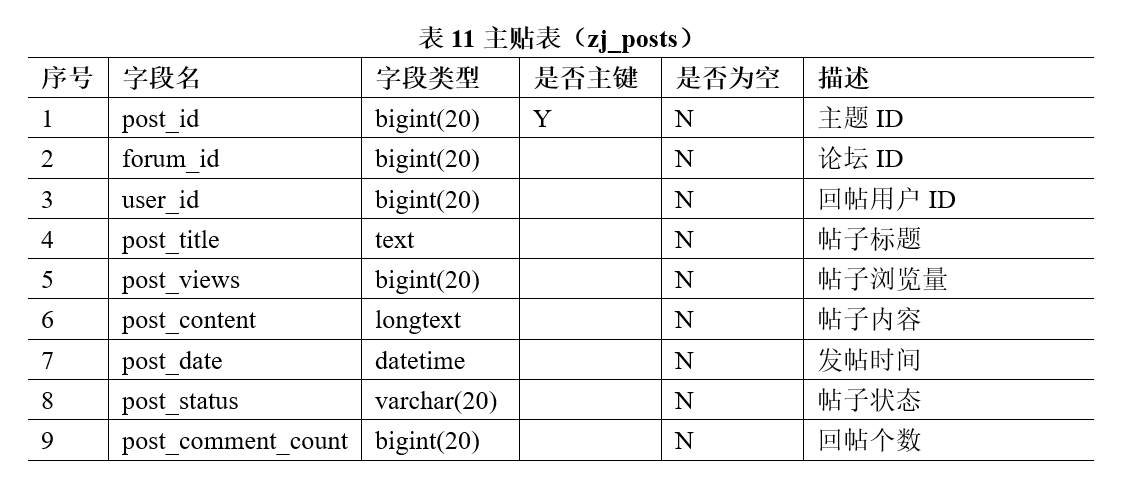 表 11 主贴表（zj_posts）
序号 字段名 字段类型 是否主键 是否为空 描述
1 post_id bigint(20) Y N 主题 ID
2 forum_id bigint(20) N 论坛 ID
3 user_id bigint(20) N 回帖用户 ID
4 post_title text N 帖子标题
5 post_views bigint(20) N 帖子浏览量
6 post_content longtext N 帖子内容
7 post_date datetime N 发帖时间
8 post_status varchar(20) N 帖子状态
9 post_comment_count bigint(20) N 回帖个数